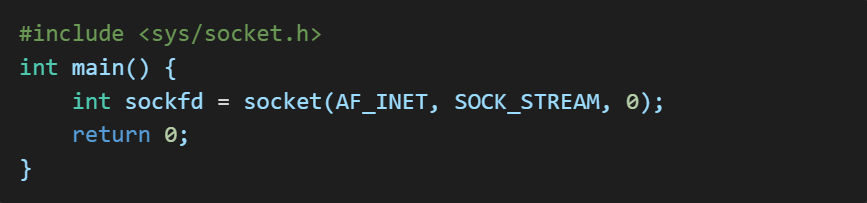 #include <sys/socket.h>
int main() {
    int sockfd = socket(AF_INET, SOCK_STREAM, 0);
    return 0;
}